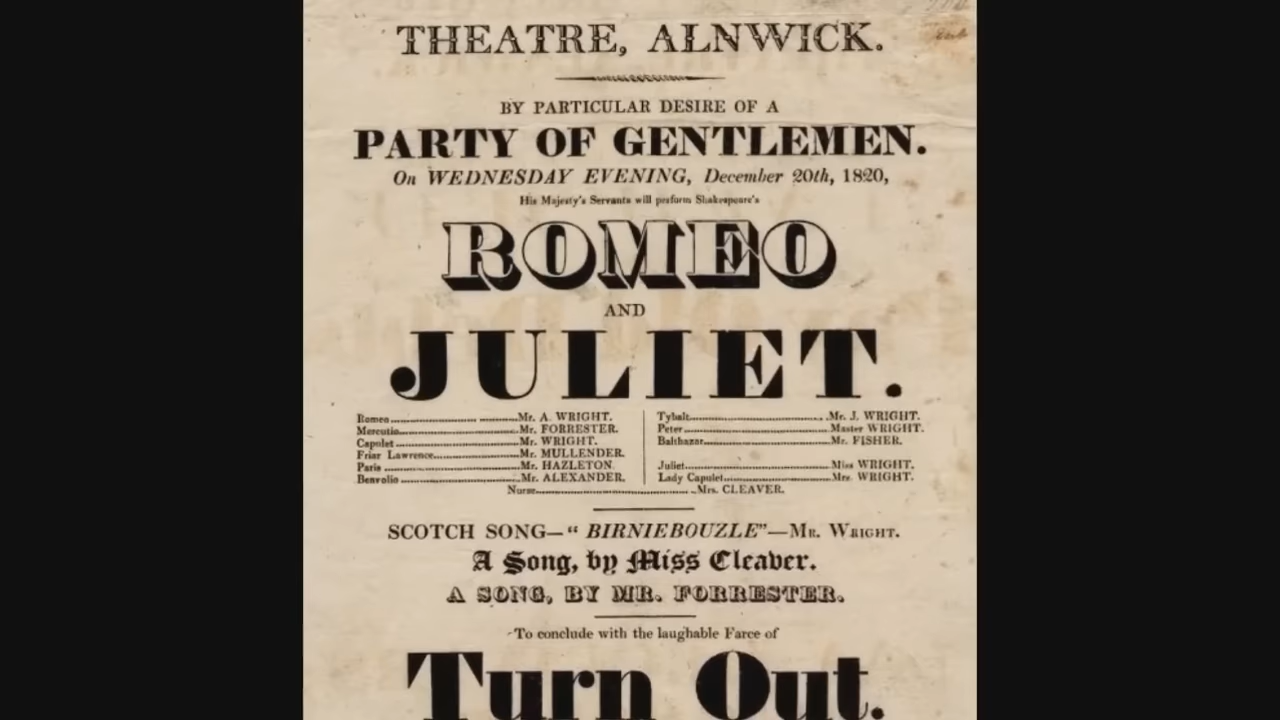 THEATRE, ALNWICK.
BY PARTICULAR DESIRE OF A
PARTY OF GENTLEMEN.
On WEDNESDAY EVENING, December 20th, 1820,
His Majesty's Servants will perform Shakespeare's
ROMEO
AND
JULIET.
Romeo.......... Mr. A. WRIGHT.
Mercutio..........Mr. FORRESTER.
Capulet..........Mr. WRIGHT.
Friar Lawrence..........Mr. MULLENDER.
Paris..........Mr. HAZLETON.
Benvolio..........Mr. ALEXANDER.
Tybalt..........Mr. J. WRIGHT.
Peter..........Master WRIGHT.
Balthazar..........Mr. FISHER.
Juliet..........Miss WRIGHT.
Lady Capulet..........Mrs. WRIGHT.
Nurse..........Mrs. CLEAVER.
SCOTCH SONG—“ BIRNIEBOUZLE”—MR. WRIGHT.
A Song, by Miss Cleaver.
A SONG, BY MR. FORRESTER.
To conclude with the laughable Farce of
Turn Out.